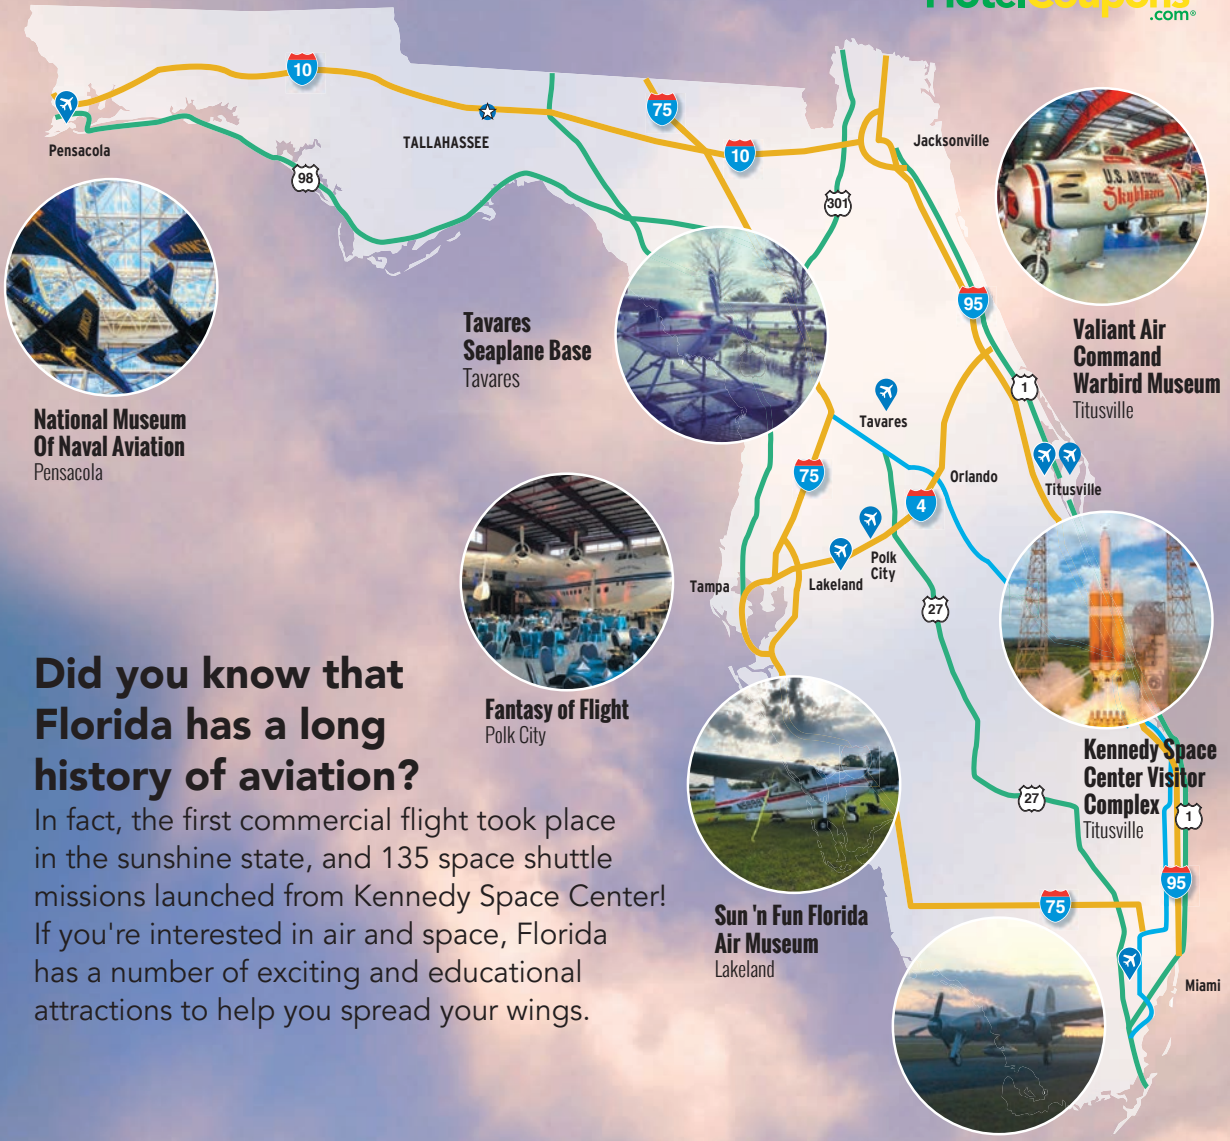 HotelCoupons
.com®
10
75
10
TALLAHASSEE
Pensacola
98
301
Jacksonville
U.S. AIR FORCE
Skyblazers
95
1
National Museum
Of Naval Aviation
Pensacola
Tavares
Seaplane Base
Tavares
Valiant Air
Command
Warbird Museum
Titusville
Tavares
75
Orlando
4
Titusville
Polk
City
Lakeland
Tampa
27
Fantasy of Flight
Polk City
Did you know that
Florida has a long
history of aviation?
In fact, the first commercial flight took place
in the sunshine state, and 135 space shuttle
missions launched from Kennedy Space Center!
If you're interested in air and space, Florida
has a number of exciting and educational
attractions to help you spread your wings.
Kennedy Space
Center Visitor
Complex
Titusville
27
1
95
75
Sun 'n Fun Florida
Air Museum
Lakeland
Miami